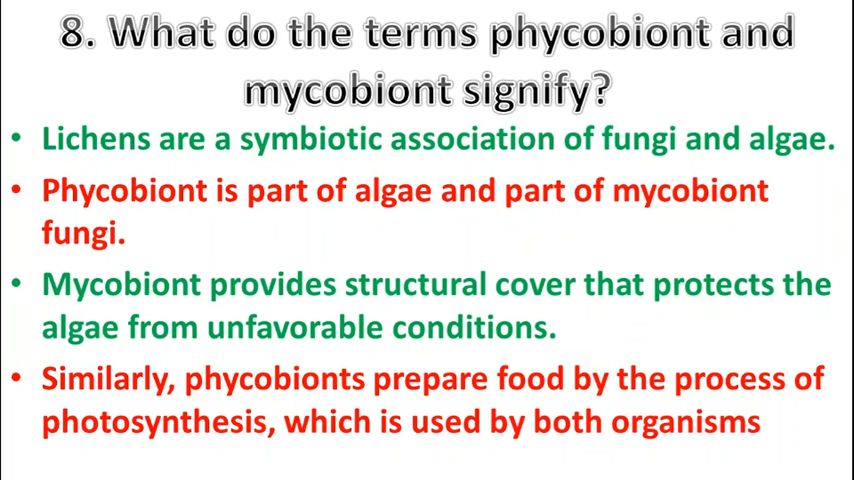 8. What do the terms phycobiont and
mycobiont signify?
• Lichens are a symbiotic association of fungi and algae.
• Phycobiont is part of algae and part of mycobiont
fungi.
• Mycobiont provides structural cover that protects the
algae from unfavorable conditions.
• Similarly, phycobionts prepare food by the process of
photosynthesis, which is used by both organisms